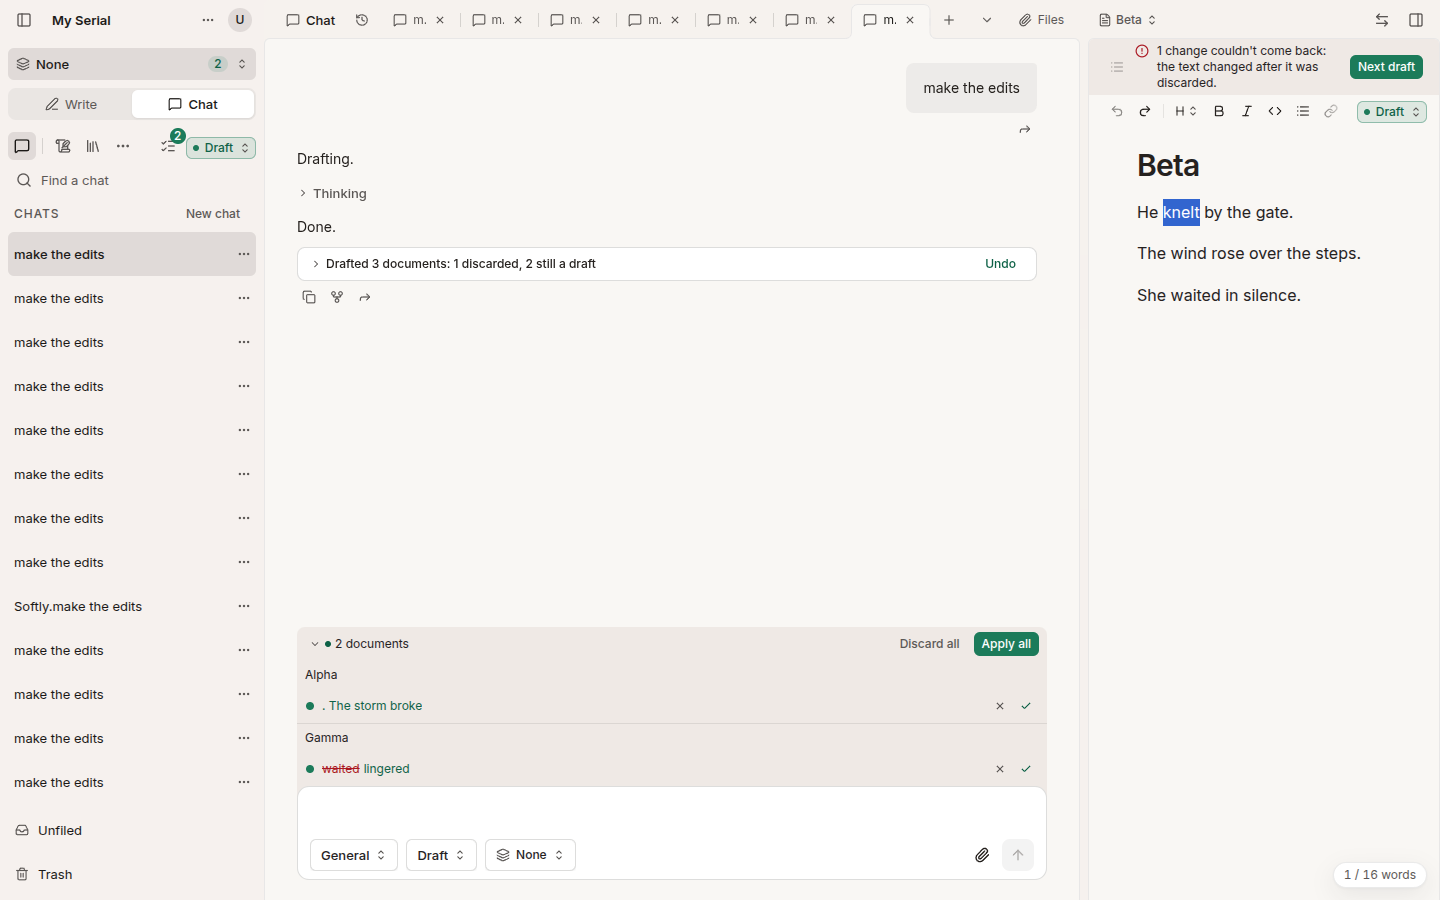 My Serial
U
None
2
Write
Chat
2
Draft
Find a chat
CHATS
New chat
make the edits
make the edits
make the edits
make the edits
make the edits
make the edits
make the edits
make the edits
Softly.make the edits
make the edits
make the edits
make the edits
make the edits
Unfiled
Trash
Chat
m.
m.
m.
m.
m.
m.
m.
Files
make the edits
Drafting.
Thinking
Done.
Drafted 3 documents: 1 discarded, 2 still a draft
Undo
2 documents
Discard all
Apply all
Alpha
. The storm broke
Gamma
waited lingered
General
Draft
None
Beta
1 change couldn't come back:
the text changed after it was
discarded.
Next draft
H
B
I
Draft
Beta
He knelt by the gate.
The wind rose over the steps.
She waited in silence.
1 / 16 words